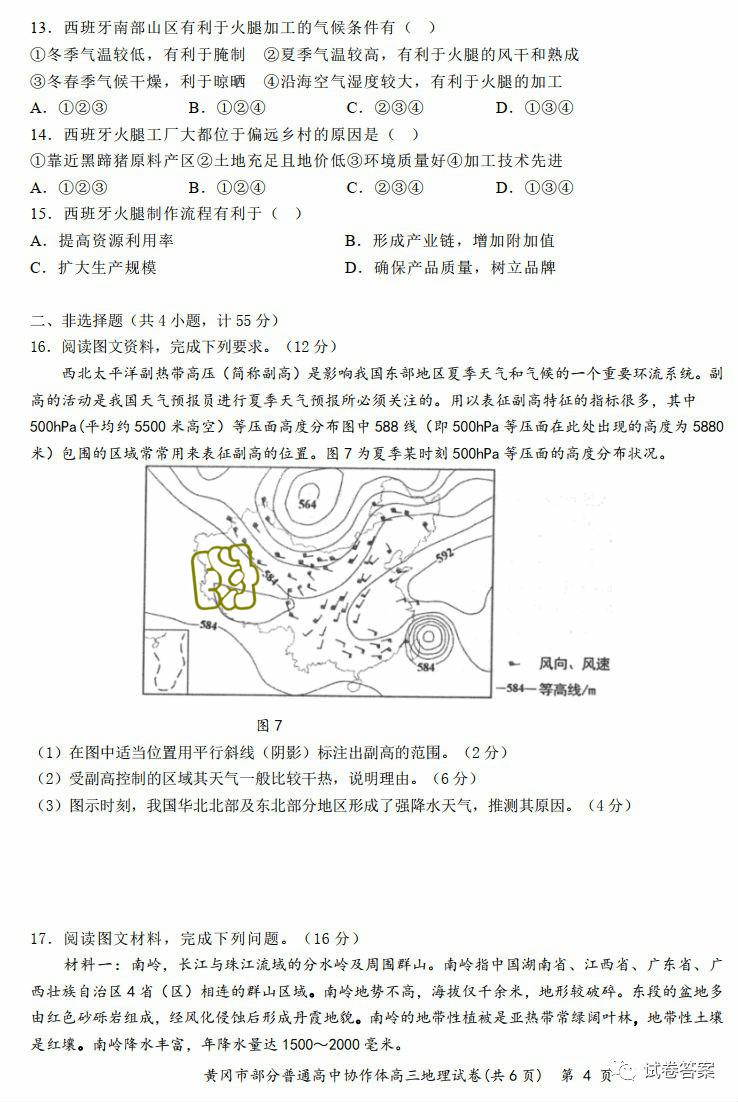 13．西班牙南部山区有利于火腿加工的气候条件有（ ）
①冬季气温较低，有利于腌制 ②夏季气温较高，有利于火腿的风干和熟成
③冬春季气候干燥，利于晾晒 ④沿海空气湿度较大，有利于火腿的加工
A．①②③ B．①②④ C．②③④ D．①③④
14．西班牙火腿工厂大都位于偏远乡村的原因是（ ）
①靠近黑蹄猪原料产区②土地充足且地价低③环境质量好④加工技术先进
A．①②③ B．①②④ C．②③④ D．①③④
15．西班牙火腿制作流程有利于（ ）
A．提高资源利用率 B．形成产业链，增加附加值
C．扩大生产规模 D．确保产品质量，树立品牌
二、非选择题（共 4 小题，计 55 分）
16．阅读图文资料，完成下列要求。（12 分）
西北太平洋副热带高压（简称副高）是影响我国东部地区夏季天气和气候的一个重要环流系统。副
高的活动是我国天气预报员进行夏季天气预报所必须关注的。用以表征副高特征的指标很多，其中
500hPa(平均约 5500 米高空）等压面高度分布图中 588 线（即 500hPa 等压面在此处出现的高度为 5880
米）包围的区域常常用来表征副高的位置。图 7 为夏季某时刻 500hPa 等压面的高度分布状况。
564
592
584
584
584
风向、风速
—584—等高线/m
图 7
（1）在图中适当位置用平行斜线（阴影）标注出副高的范围。（2 分）
（2）受副高控制的区域其天气一般比较干热，说明理由。（6 分）
（3）图示时刻，我国华北北部及东北部分地区形成了强降水天气，推测其原因。（4 分）
17．阅读图文材料，完成下列问题。（16 分）
材料一：南岭，长江与珠江流域的分水岭及周围群山。南岭指中国湖南省、江西省、广东省、广
西壮族自治区 4 省（区）相连的群山区域。南岭地势不高，海拔仅千余米，地形较破碎。东段的盆地多
由红色砂砾岩组成，经风化侵蚀后形成丹霞地貌。南岭的地带性植被是亚热带常绿阔叶林，地带性土壤
是红壤。南岭降水丰富，年降水量达 1500～2000 毫米。
黄冈市部分普通高中协作体高三地理试卷(共 6 页) 第 4 页
试卷答案